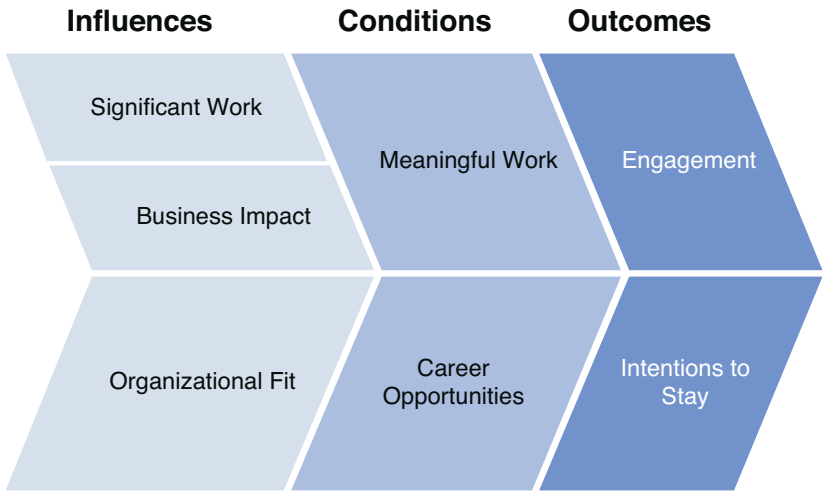 Influences
Conditions
Outcomes
Significant Work
Business Impact
Meaningful Work
Engagement
Organizational Fit
Career
Opportunities
Intentions to
Stay